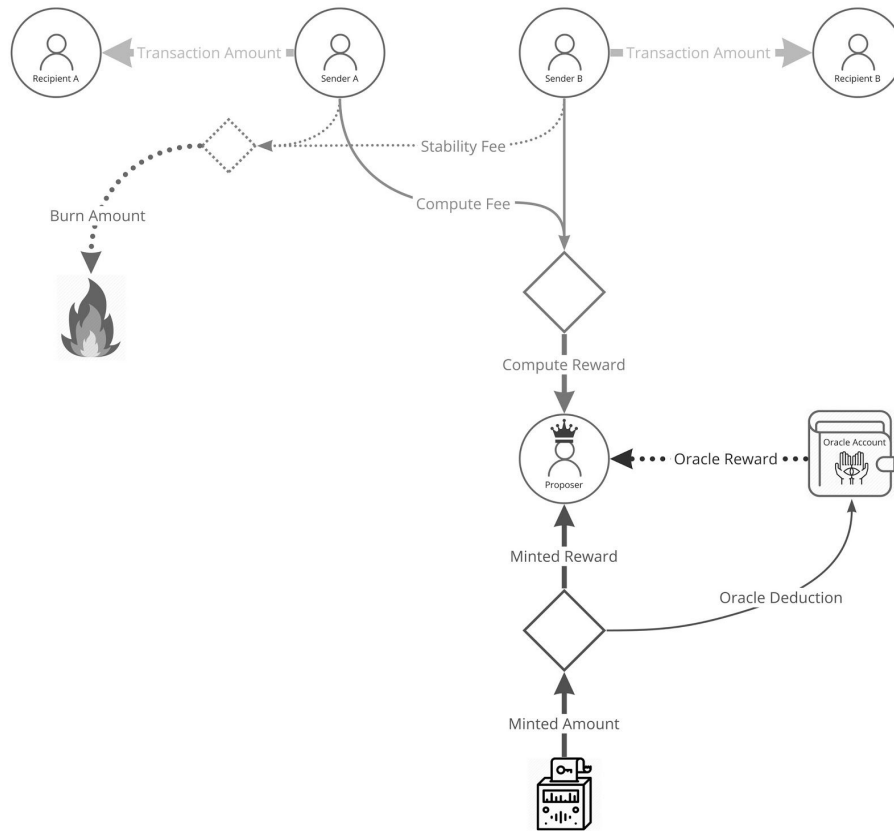 Transaction Amount
Transaction Amount
Recipient A
Sender A
Sender B
Recipient B
Stability Fee
Compute Fee
Burn Amount
Compute Reward
Oracle Account
Oracle Reward
Proposer
Minted Reward
Oracle Deduction
Minted Amount